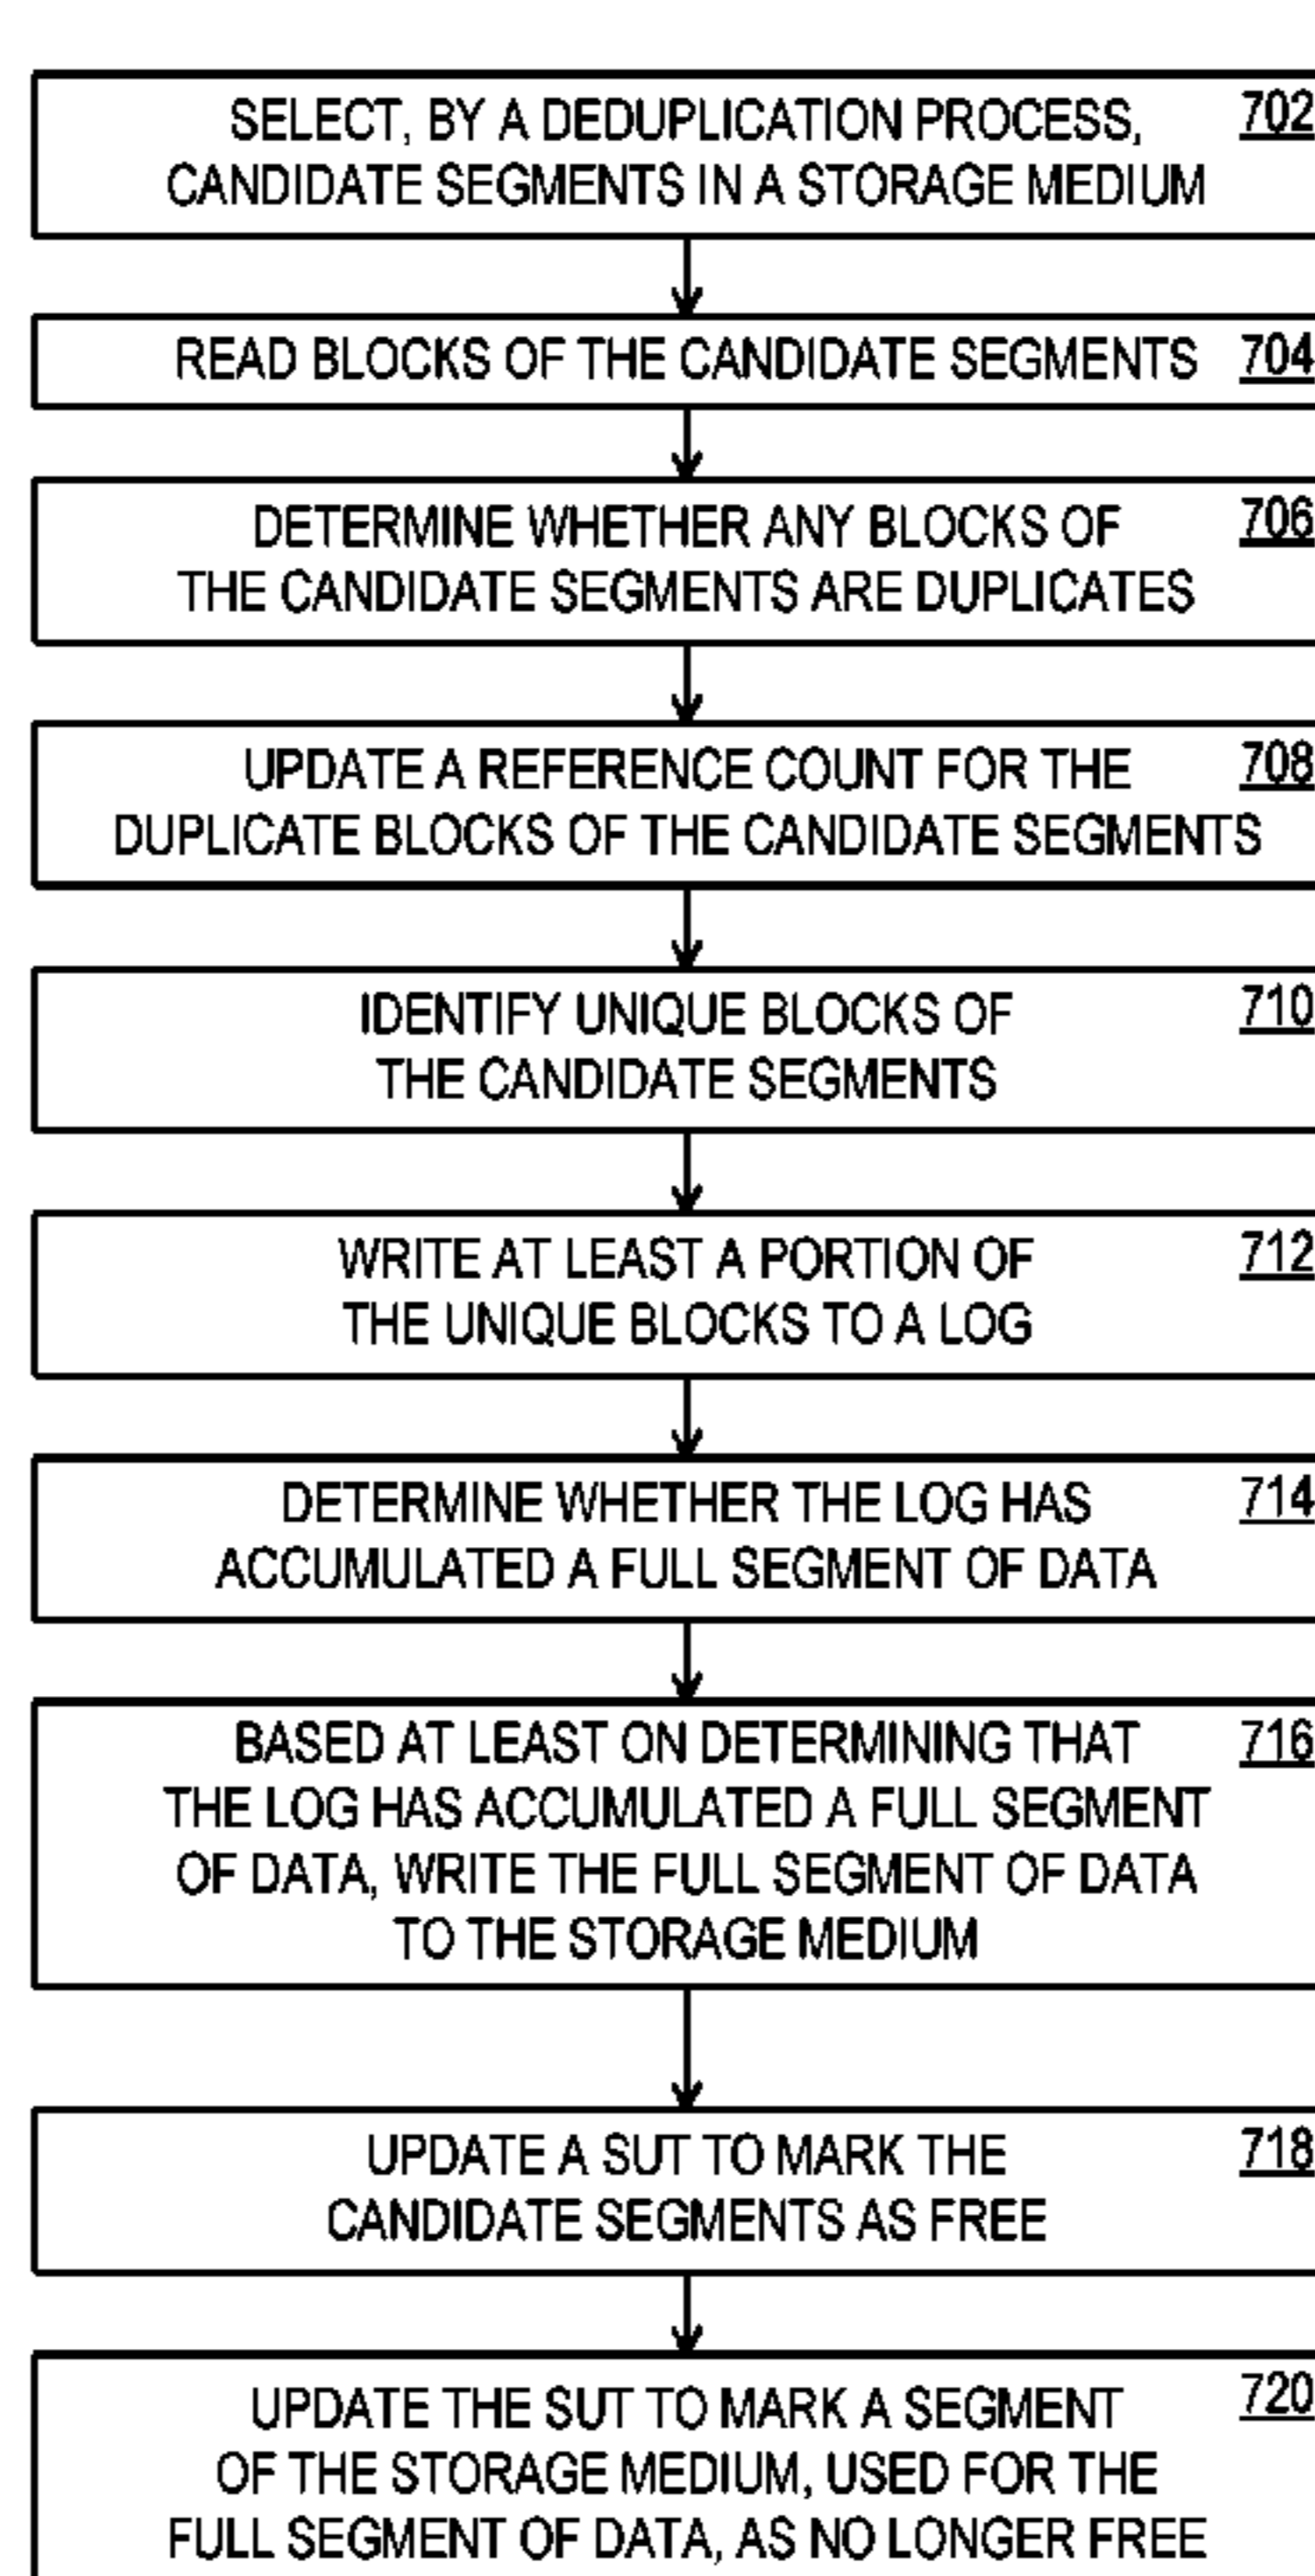 SELECT, BY A DEDUPLICATION PROCESS, 702
CANDIDATE SEGMENTS IN A STORAGE MEDIUM
READ BLOCKS OF THE CANDIDATE SEGMENTS 704
DETERMINE WHETHER ANY BLOCKS OF 706
THE CANDIDATE SEGMENTS ARE DUPLICATES
UPDATE A REFERENCE COUNT FOR THE 708
DUPLICATE BLOCKS OF THE CANDIDATE SEGMENTS
IDENTIFY UNIQUE BLOCKS OF 710
THE CANDIDATE SEGMENTS
WRITE AT LEAST A PORTION OF 712
THE UNIQUE BLOCKS TO A LOG
DETERMINE WHETHER THE LOG HAS 714
ACCUMULATED A FULL SEGMENT OF DATA
BASED AT LEAST ON DETERMINING THAT 716
THE LOG HAS ACCUMULATED A FULL SEGMENT
OF DATA, WRITE THE FULL SEGMENT OF DATA
TO THE STORAGE MEDIUM
UPDATE A SUT TO MARK THE 718
CANDIDATE SEGMENTS AS FREE
UPDATE THE SUT TO MARK A SEGMENT 720
OF THE STORAGE MEDIUM, USED FOR THE
FULL SEGMENT OF DATA, AS NO LONGER FREE